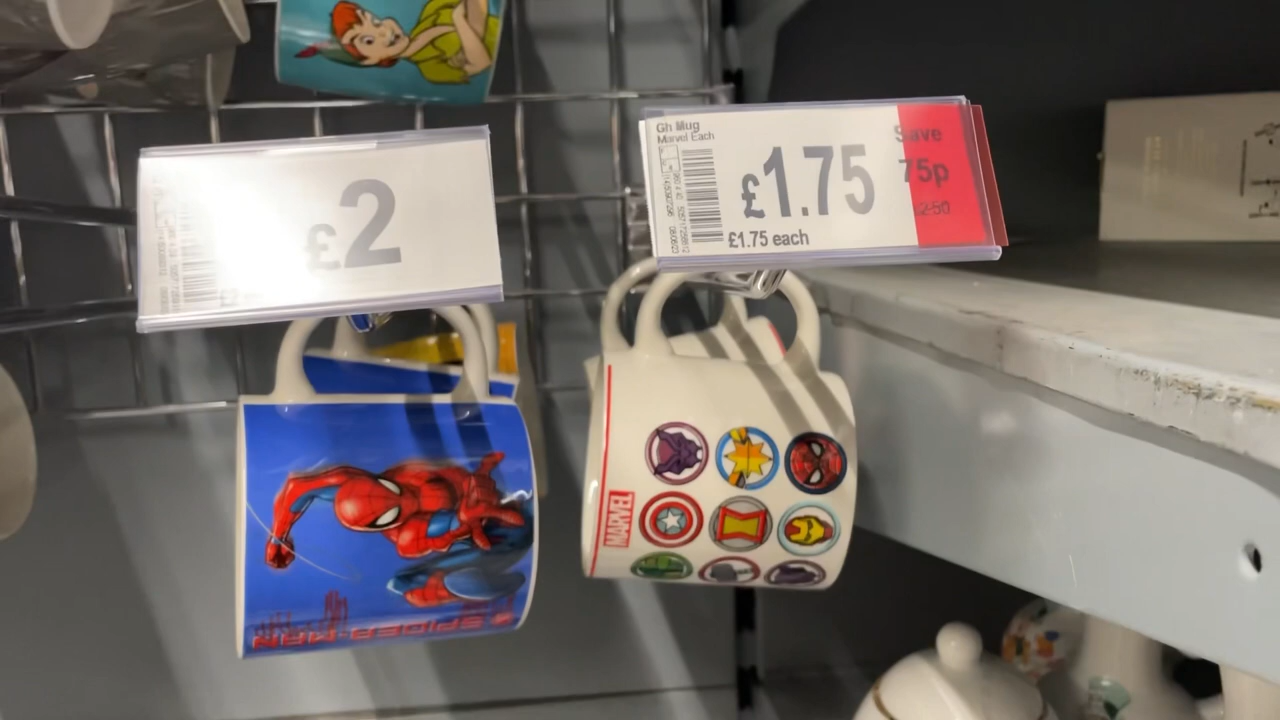 £2
Gh Mug
Marvel Each
£1.75
£1.75 each
Save
75p
2.50
MARVEL
SPIDER-MAN